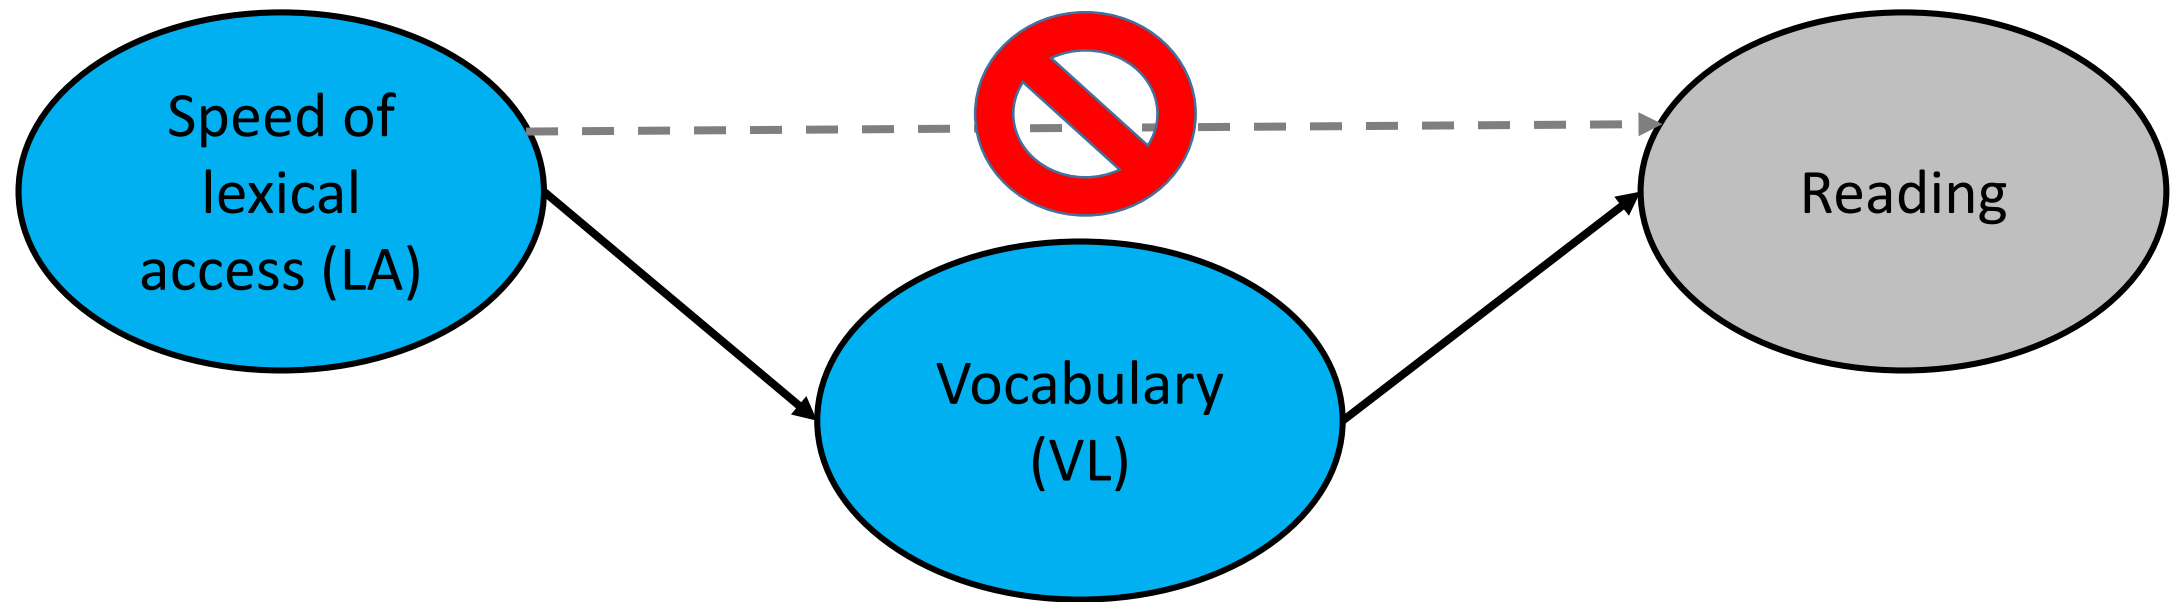 Speed of
lexical
access (LA)
Reading
Vocabulary
(VL)